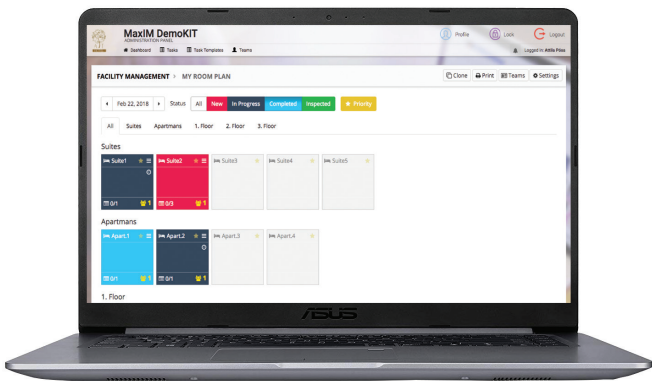 MaxIM DemoKIT
ADMINISTRATION PANEL
Dashboard Tasks Task Templates Teams
Profile Lock Logout
Logged in: Attila Pilas
FACILITY MANAGEMENT > MY ROOM PLAN
Clone Print Teams Settings
Feb 22, 2018 Status All New In Progress Completed Inspected Priority
All Suites Apartmans 1. Floor 2. Floor 3. Floor
Suites
Suite1 Suite2 Suite3 Suite4 Suite5
0/1 1 0/3 1
Apartmans
Apart.1 Apart.2 Apart.3 Apart.4
0/1 1 0/1 1
1. Floor
ASUS